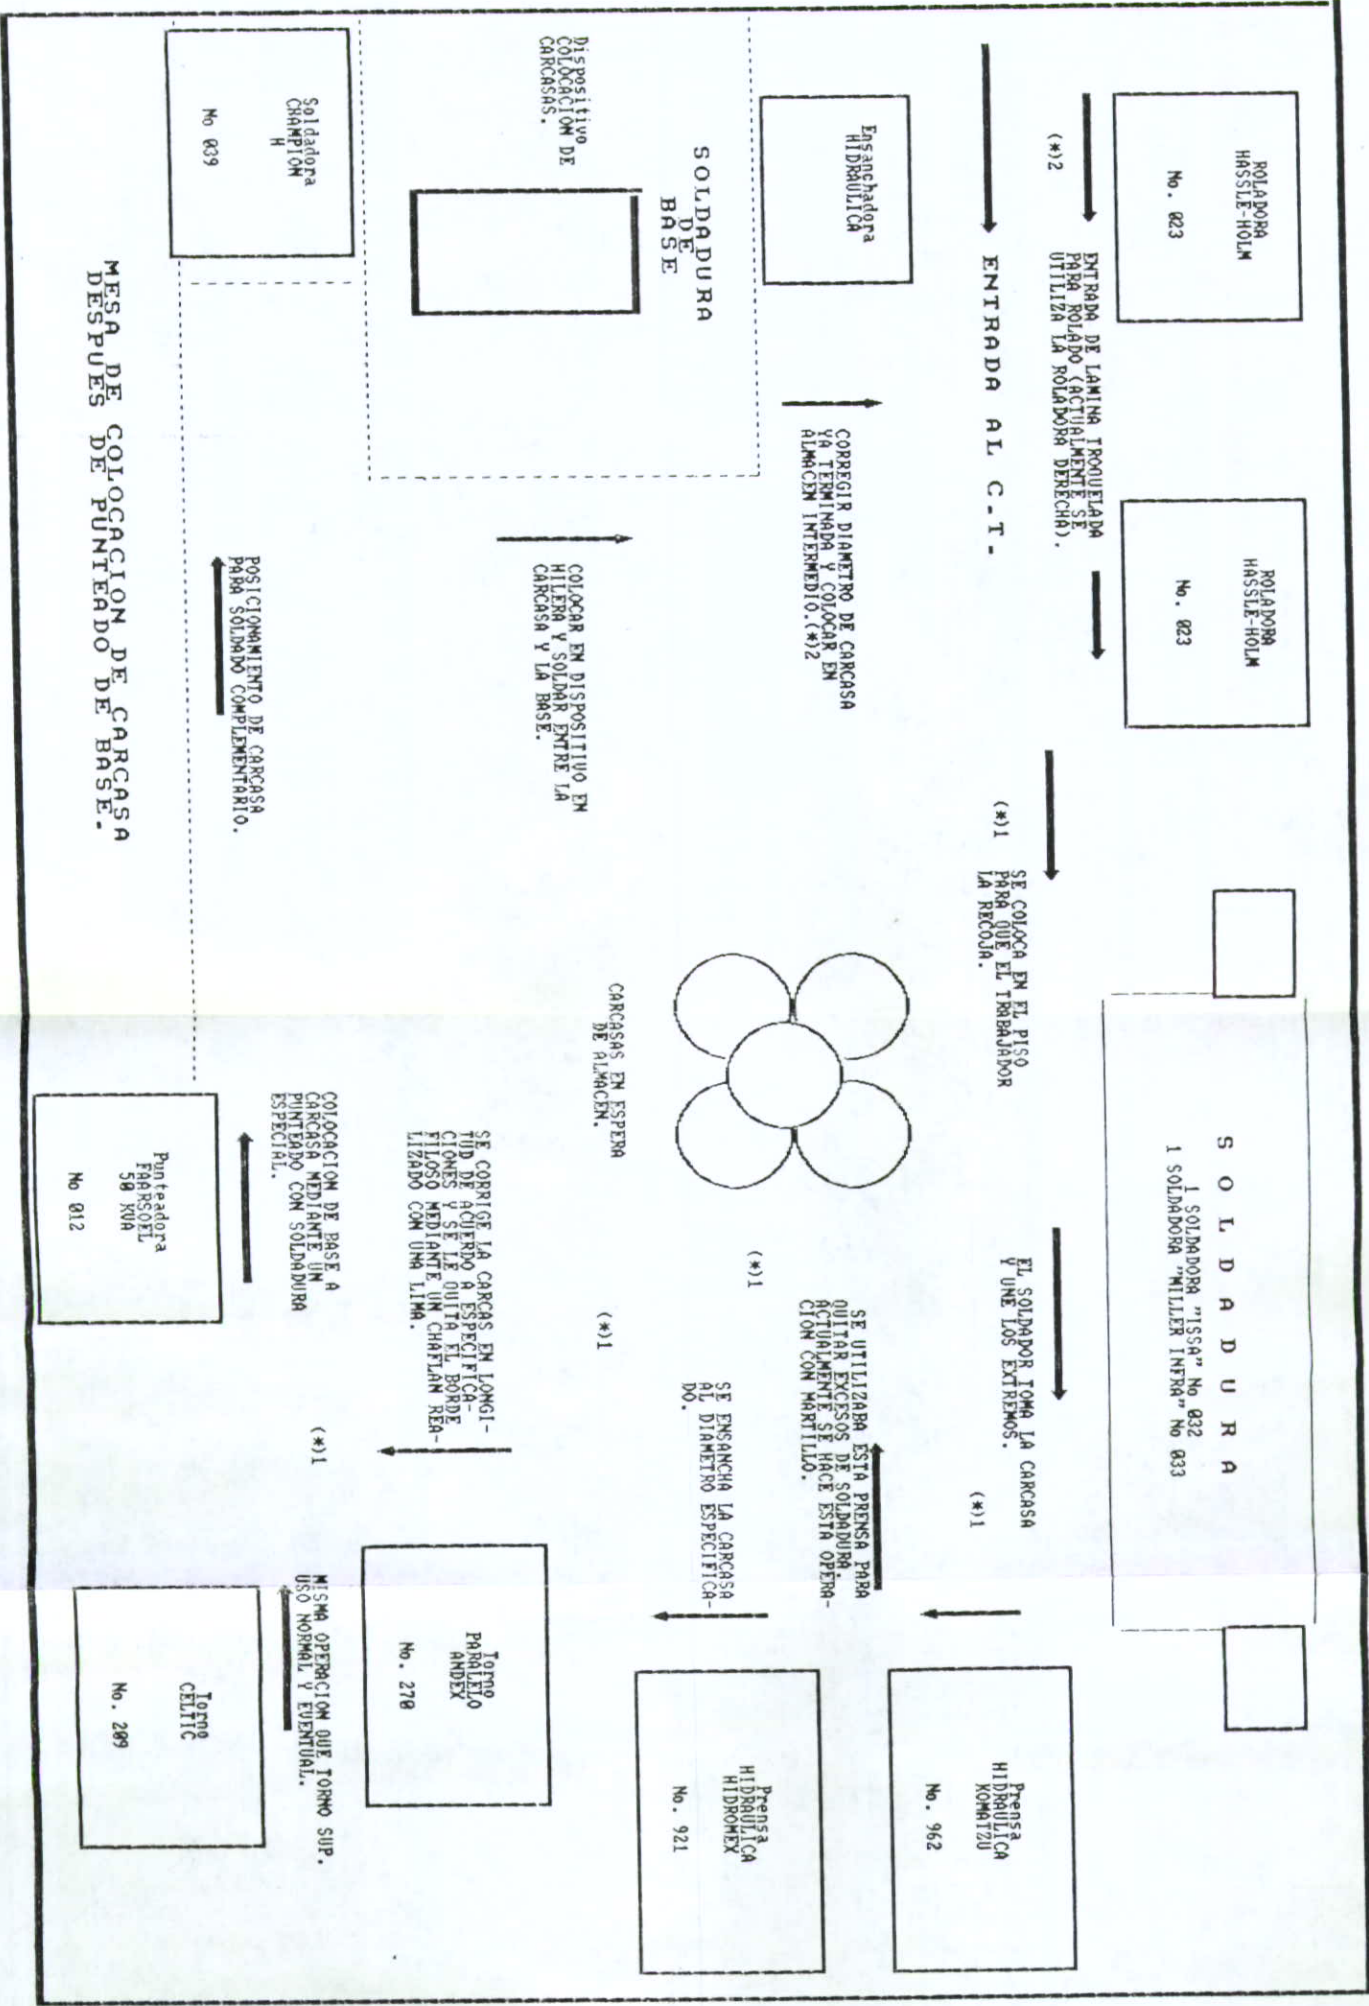 ROLADORA
HASSLE-HOLM
No. 023
ROLADORA
HASSLE-HOLM
No. 023
S O L D A D U R A
1 SOLDADORA "ISSA" No 032
1 SOLDADORA "MILLER INFRA" No 033
(*)2
ENTRADA DE LAMINA TROQUELADA
PARA ROLADO (ACTUALMENTE SE
UTILIZA LA ROLADORA DERECHA).
ENTRADA AL C.T.
(*)1
SE COLOCA EN EL PISO
PARA QUE EL TRABAJADOR
LA RECOJA.
EL SOLDADOR TOMA LA CARCASA
Y UNE LOS EXTREMOS.
(*)1
Prensa
HIDRAULICA
KOMATZU
No. 962
Ensanchadora
HIDRAULICA
CORREGIR DIAMETRO DE CARCASA
YA TERMINADA Y COLOCAR EN
ALMACEN INTERMEDIO.(*)2
(*)1
SE UTILIZABA ESTA PRENSA PARA
QUITAR EXCESOS DE SOLDADURA
ACTUALMENTE SE HACE ESTA OPERA-
CION CON MARTILLO.
SE ENSANCHA LA CARCASA
AL DIAMETRO ESPECIFICA-
DO.
Prensa
HIDRAULICA
HIDROMEX
No. 921
SOLDADURA
DE
BASE
Dispositivo
COLOCACION DE
CARCASAS.
COLOCAR EN DISPOSITIVO EN
HILERA Y SOLDAR ENTRE LA
CARCASA Y LA BASE.
CARCASAS EN ESPERA
DE ALMACEN.
(*)1
SE CORRIGE LA CARCAS EN LONGI-
TUD DE ACUERDO A ESPECIFICA-
CIONES Y SE LE QUITA EL BORDE
FILOSO MEDIANTE UN CHAFLAN REA-
LIZADO CON UNA LIMA.
Torno
PARALELO
ANDEX
No. 270
Soldadora
CHAMPION
H
No 039
POSICIONAMIENTO DE CARCASA
PARA SOLDADO COMPLEMENTARIO.
COLOCACION DE BASE A
CARCASA MEDIANTE UN
PUNTEADO CON SOLDADURA
ESPECIAL.
(*)1
MISMA OPERACION QUE TORNO SUP.
USO NORMAL Y EVENTUAL.
MESA DE COLOCACION DE CARCASA
DESPUES DE PUNTEADO DE BASE.
Punteadora
FAARSOEL
50 KVA
No 012
Torno
CELTIC
No. 209